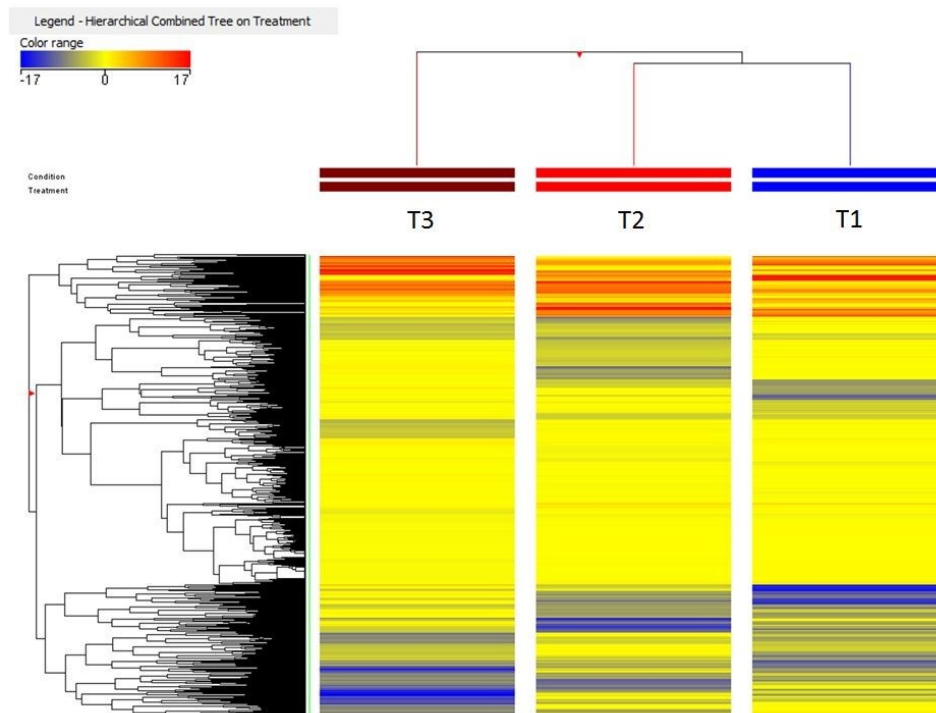 Legend - Hierarchical Combined Tree on Treatment
Color range
-17 0 17
Condition
Treatment
T3 T2 T1